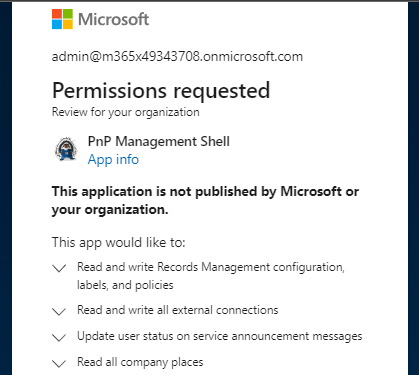 Microsoft
admin@m365x49343708.onmicrosoft.com
Permissions requested
Review for your organization
PnP Management Shell
App info
This application is not published by Microsoft or
your organization.
This app would like to:
Read and write Records Management configuration,
labels, and policies
Read and write all external connections
Update user status on service announcement messages
Read all company places